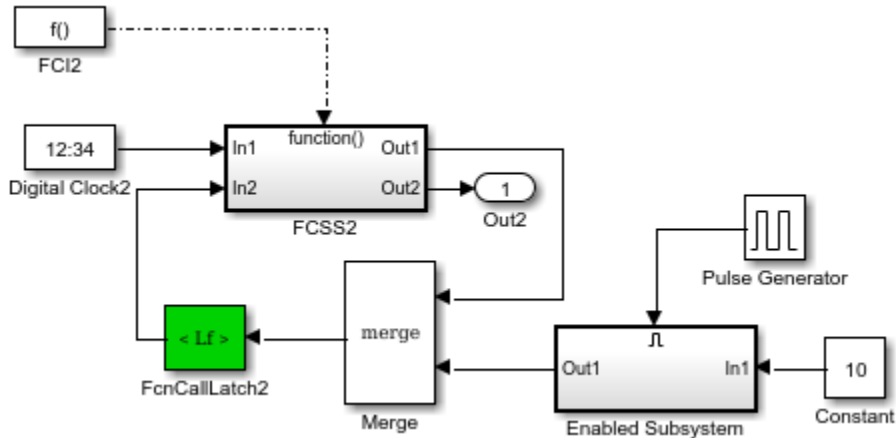 f()
FCI2
function()
12:34
In1
Out1
Digital Clock2
In2
Out2
FCSS2
1
Out2
Pulse Generator
< Lf >
FcnCallLatch2
merge
Merge
Out1
In1
Enabled Subsystem
10
Constant